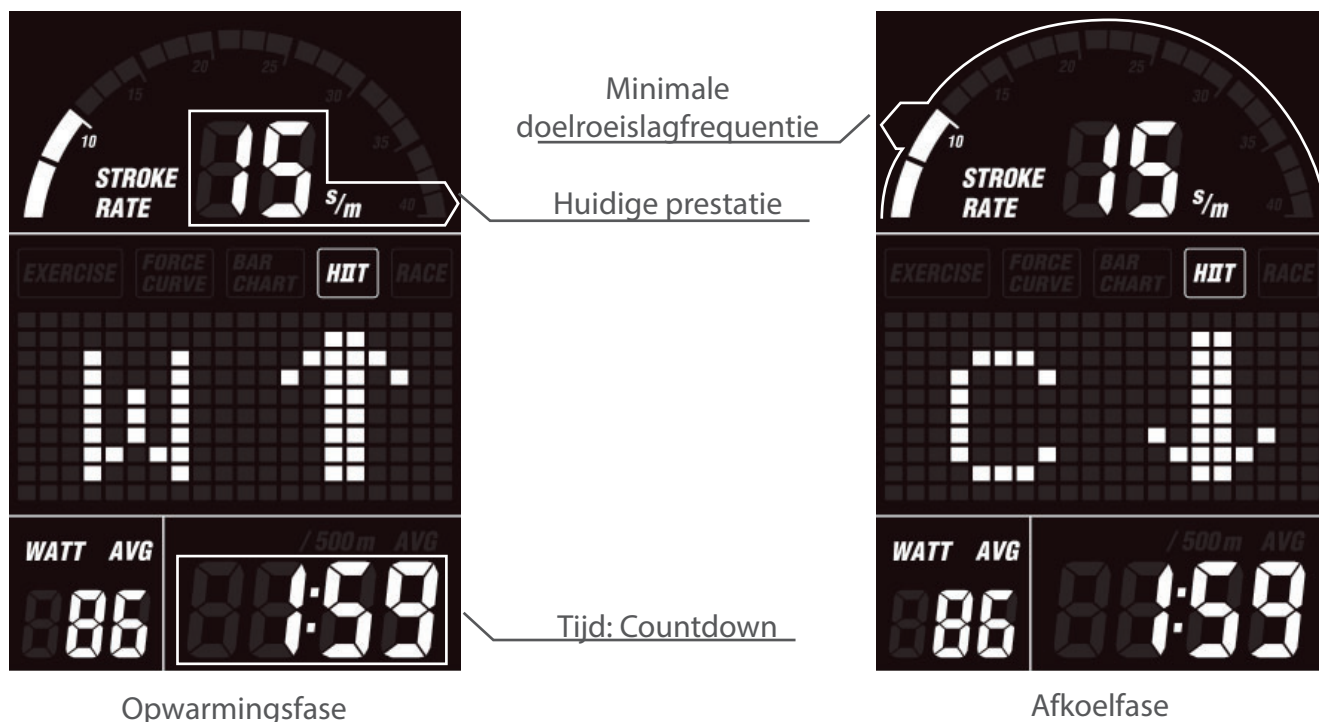 20 25
15 30
10 35
15
STROKE
RATE
s/m
40
EXERCISE FORCE CURVE BAR CHART HIIT RACE
W ↑
WATT AVG
/ 500 m AVG
86
1:59
Opwarmingsfase
Minimale
doelroeislagfrequentie
Huidige prestatie
Tijd: Countdown
20 25
15 30
10 35
15
STROKE
RATE
s/m
40
EXERCISE FORCE CURVE BAR CHART HIIT RACE
C ↓
WATT AVG
/ 500 m AVG
86
1:59
Afkoelfase